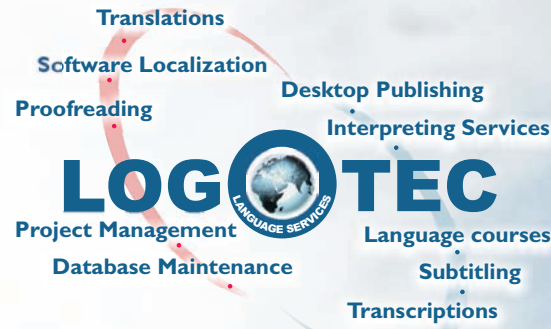 Translations
Software Localization
Proofreading
Desktop Publishing
Interpreting Services
LOGOTEC
LANGUAGE SERVICES
Project Management
Database Maintenance
Language courses
Subtitling
Transcriptions